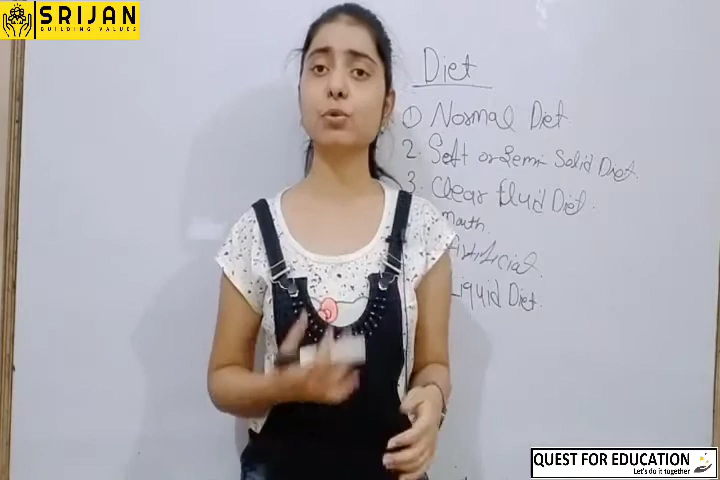 SRIJAN
BUILDING VALUES
Diet
① Normal Diet
2. Soft or Semi Solid Diet.
3. Clear fluid Diet.
Mouth.
Artificial.
Liquid Diet.
QUEST FOR EDUCATION
Let's do it together